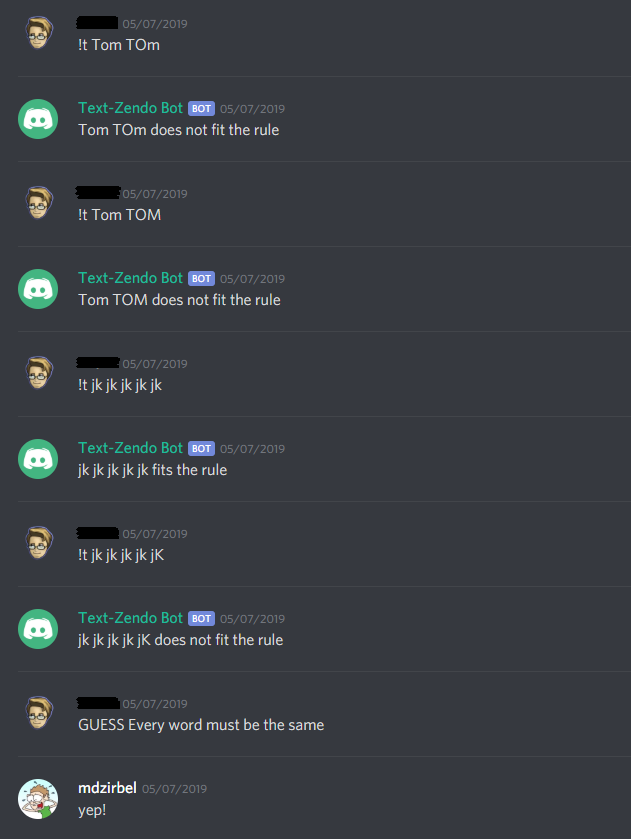 05/07/2019
!t Tom TOm
Text-Zendo Bot BOT 05/07/2019
Tom TOm does not fit the rule
05/07/2019
!t Tom TOM
Text-Zendo Bot BOT 05/07/2019
Tom TOM does not fit the rule
05/07/2019
!t jk jk jk jk jk
Text-Zendo Bot BOT 05/07/2019
jk jk jk jk jk fits the rule
05/07/2019
!t jk jk jk jk jK
Text-Zendo Bot BOT 05/07/2019
jk jk jk jk jK does not fit the rule
05/07/2019
GUESS Every word must be the same
mdzirbel 05/07/2019
yep!